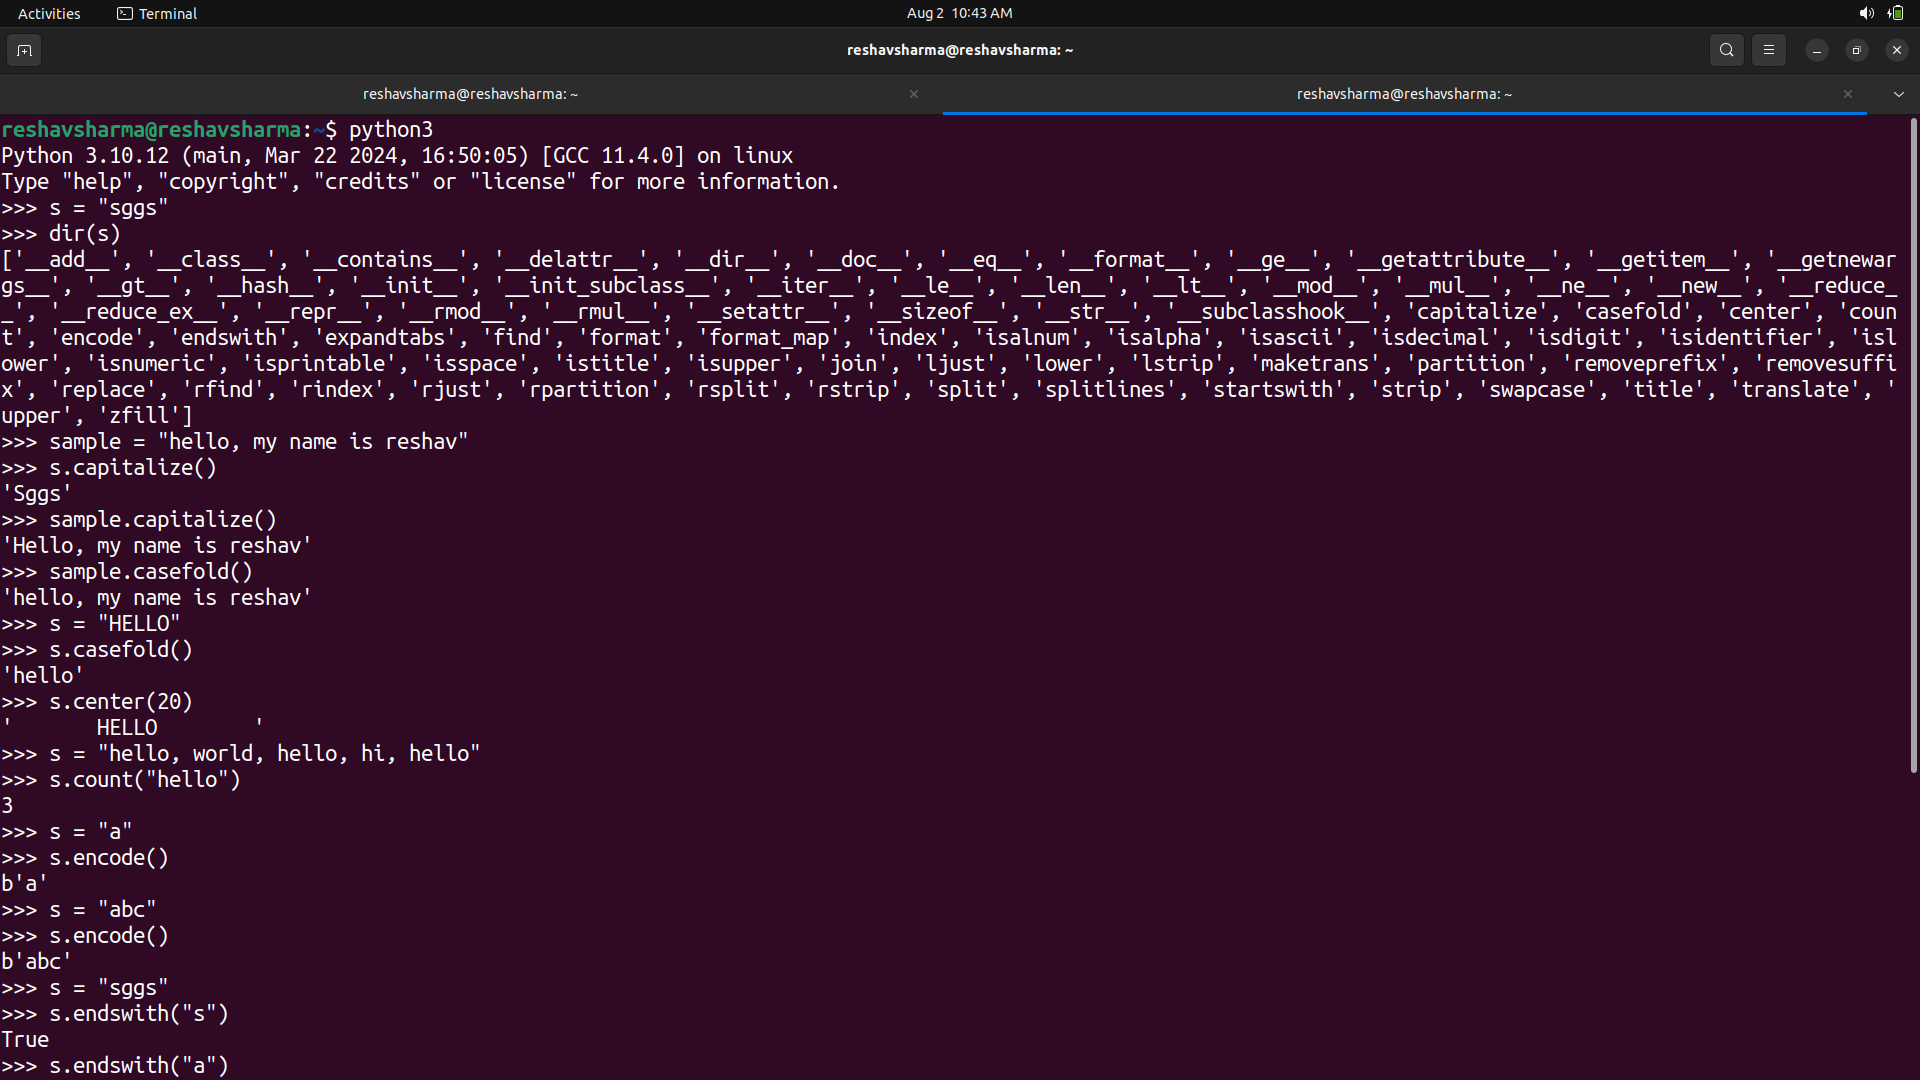 Activities Terminal Aug 2 10:43 AM
reshavsharma@reshavsharma: ~
reshavsharma@reshavsharma: ~ reshavsharma@reshavsharma: ~
reshavsharma@reshavsharma:~$ python3
Python 3.10.12 (main, Mar 22 2024, 16:50:05) [GCC 11.4.0] on linux
Type "help", "copyright", "credits" or "license" for more information.
>>> s = "sggs"
>>> dir(s)
['__add__', '__class__', '__contains__', '__delattr__', '__dir__', '__doc__', '__eq__', '__format__', '__ge__', '__getattribute__', '__getitem__', '__getnewar
gs__', '__gt__', '__hash__', '__init__', '__init_subclass__', '__iter__', '__le__', '__len__', '__lt__', '__mod__', '__mul__', '__ne__', '__new__', '__reduce_
_', '__reduce_ex__', '__repr__', '__rmod__', '__rmul__', '__setattr__', '__sizeof__', '__str__', '__subclasshook__', 'capitalize', 'casefold', 'center', 'coun
t', 'encode', 'endswith', 'expandtabs', 'find', 'format', 'format_map', 'index', 'isalnum', 'isalpha', 'isascii', 'isdecimal', 'isdigit', 'isidentifier', 'isl
ower', 'isnumeric', 'isprintable', 'isspace', 'istitle', 'isupper', 'join', 'ljust', 'lower', 'lstrip', 'maketrans', 'partition', 'removeprefix', 'removesuffi
x', 'replace', 'rfind', 'rindex', 'rjust', 'rpartition', 'rsplit', 'rstrip', 'split', 'splitlines', 'startswith', 'strip', 'swapcase', 'title', 'translate', '
upper', 'zfill']
>>> sample = "hello, my name is reshav"
>>> s.capitalize()
'Sggs'
>>> sample.capitalize()
'Hello, my name is reshav'
>>> sample.casefold()
'hello, my name is reshav'
>>> s = "HELLO"
>>> s.casefold()
'hello'
>>> s.center(20)
'       HELLO        '
>>> s = "hello, world, hello, hi, hello"
>>> s.count("hello")
3
>>> s = "a"
>>> s.encode()
b'a'
>>> s = "abc"
>>> s.encode()
b'abc'
>>> s = "sggs"
>>> s.endswith("s")
True
>>> s.endswith("a")